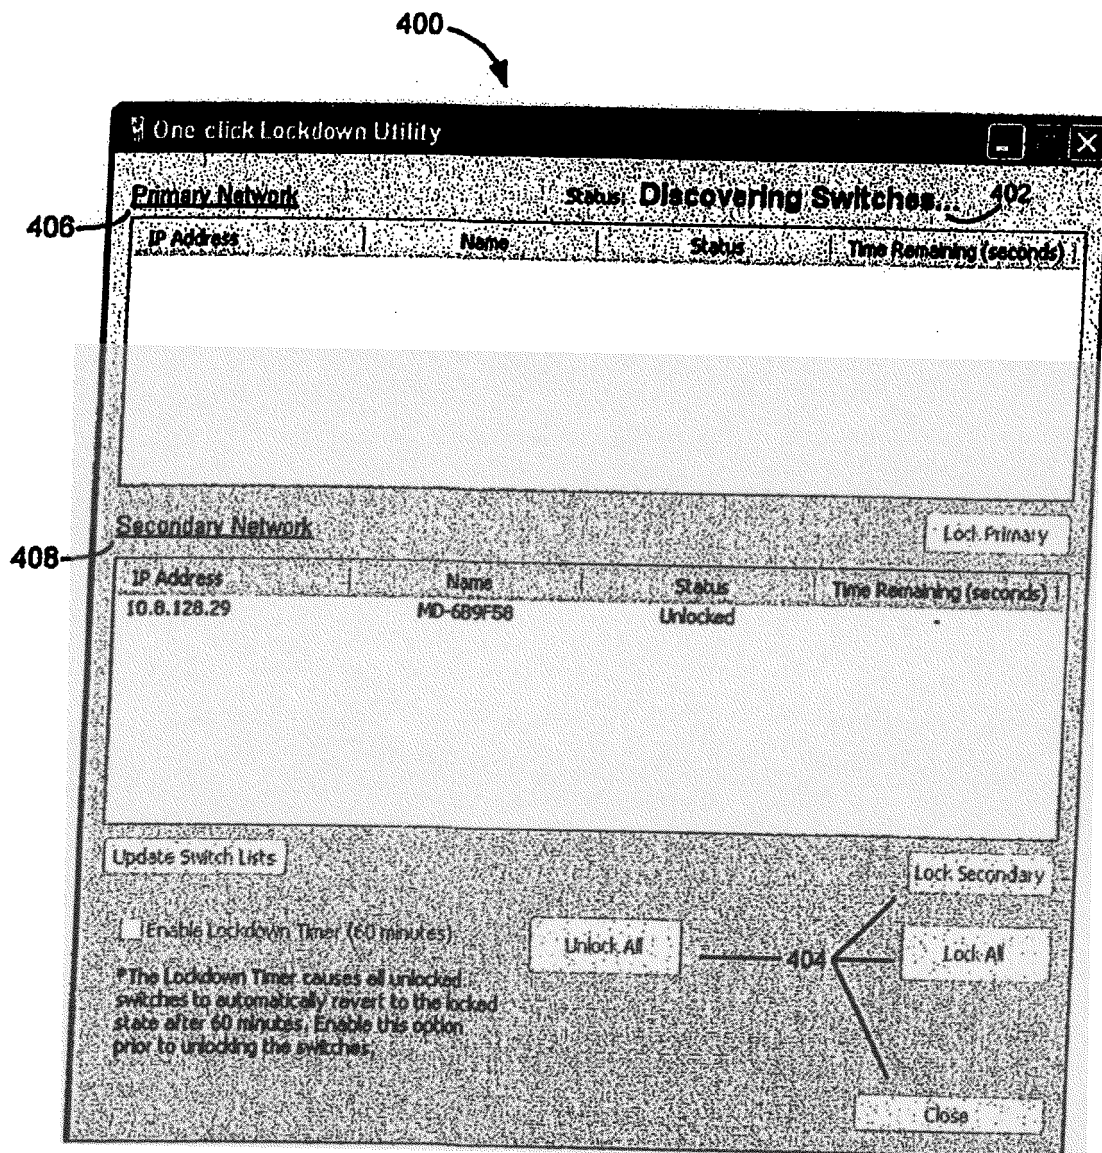 400
One click Lockdown Utility
Primary Network
Status: Discovering Switches...
402
406
IP Address Name Status Time Remaining (seconds)
Secondary Network
Lock Primary
408
IP Address Name Status Time Remaining (seconds)
10.8.128.29 MD-6B9F58 Unlocked -
Update Switch Lists
Lock Secondary
Enable Lockdown Timer (60 minutes)
Unlock All
404
Lock All
*The Lockdown Timer causes all unlocked
switches to automatically revert to the locked
state after 60 minutes. Enable this option
prior to unlocking the switches.
Close